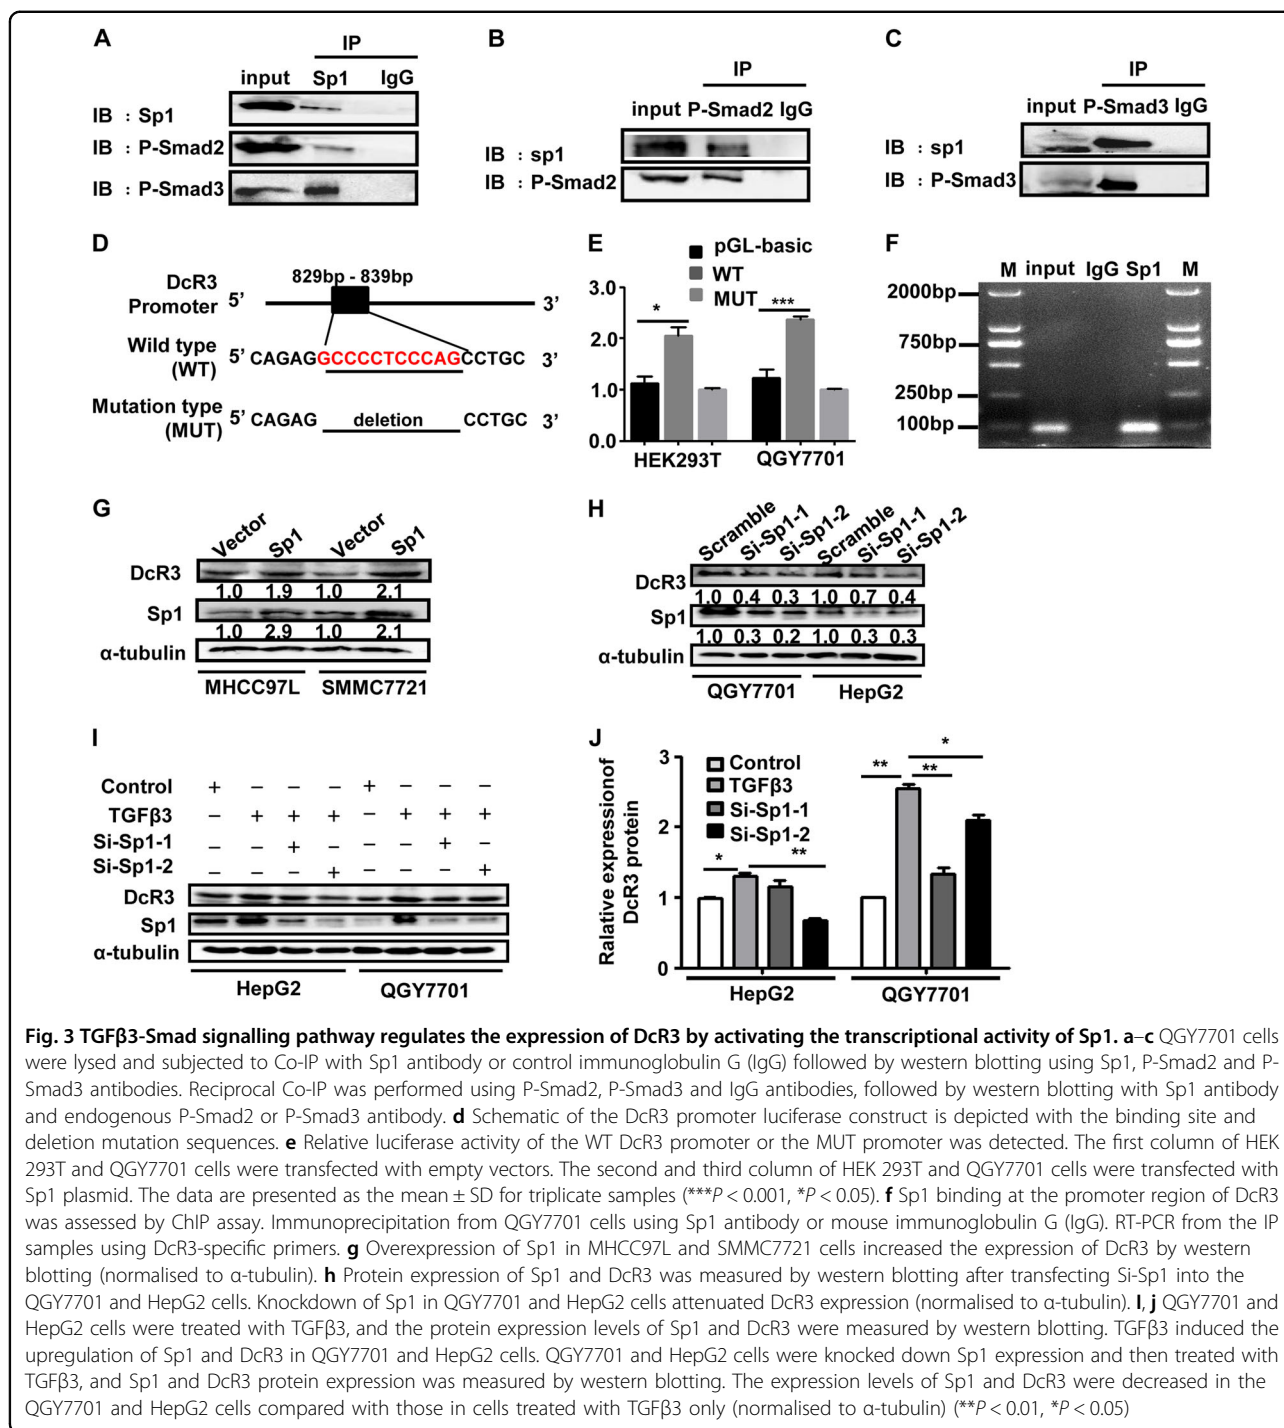 A
IP
input Sp1 IgG
IB : Sp1
IB : P-Smad2
IB : P-Smad3
B
IP
input P-Smad2 IgG
IB : sp1
IB : P-Smad2
C
IP
input P-Smad3 IgG
IB : sp1
IB : P-Smad3
D
829bp - 839bp
DcR3
Promoter
5’ 3’
Wild type
(WT)
5’ CAGAGGCCCCTCCCAGCCTGC 3’
Mutation type
(MUT)
5’ CAGAG deletion CCTGC 3’
E
pGL-basic
WT
MUT
3.0
2.0
1.0
0.0
* ***
HEK293T QGY7701
F
M input IgG Sp1 M
2000bp
750bp
250bp
100bp
G
Vector Sp1 Vector Sp1
DcR3
1.0 1.9 1.0 2.1
Sp1
1.0 2.9 1.0 2.1
α-tubulin
MHCC97L SMMC7721
H
Scramble Si-Sp1-1 Si-Sp1-2 Scramble Si-Sp1-1 Si-Sp1-2
DcR3
1.0 0.4 0.3 1.0 0.7 0.4
Sp1
1.0 0.3 0.2 1.0 0.3 0.3
α-tubulin
QGY7701 HepG2
I
Control + – – – + – – –
TGFβ3 – + + + – + + +
Si-Sp1-1 – – + – – – + –
Si-Sp1-2 – – – + – – – +
DcR3
Sp1
α-tubulin
HepG2 QGY7701
J
Ralative expressionof
DcR3 protein
3
2
1
0
Control
TGFβ3
Si-Sp1-1
Si-Sp1-2
* ** ** ** *
HepG2 QGY7701
Fig. 3 TGFβ3-Smad signalling pathway regulates the expression of DcR3 by activating the transcriptional activity of Sp1. a–c QGY7701 cells
were lysed and subjected to Co-IP with Sp1 antibody or control immunoglobulin G (IgG) followed by western blotting using Sp1, P-Smad2 and P-
Smad3 antibodies. Reciprocal Co-IP was performed using P-Smad2, P-Smad3 and IgG antibodies, followed by western blotting with Sp1 antibody
and endogenous P-Smad2 or P-Smad3 antibody. d Schematic of the DcR3 promoter luciferase construct is depicted with the binding site and
deletion mutation sequences. e Relative luciferase activity of the WT DcR3 promoter or the MUT promoter was detected. The first column of HEK
293T and QGY7701 cells were transfected with empty vectors. The second and third column of HEK 293T and QGY7701 cells were transfected with
Sp1 plasmid. The data are presented as the mean ± SD for triplicate samples (***P < 0.001, *P < 0.05). f Sp1 binding at the promoter region of DcR3
was assessed by ChIP assay. Immunoprecipitation from QGY7701 cells using Sp1 antibody or mouse immunoglobulin G (IgG). RT-PCR from the IP
samples using DcR3-specific primers. g Overexpression of Sp1 in MHCC97L and SMMC7721 cells increased the expression of DcR3 by western
blotting (normalised to α-tubulin). h Protein expression of Sp1 and DcR3 was measured by western blotting after transfecting Si-Sp1 into the
QGY7701 and HepG2 cells. Knockdown of Sp1 in QGY7701 and HepG2 cells attenuated DcR3 expression (normalised to α-tubulin). I, j QGY7701 and
HepG2 cells were treated with TGFβ3, and the protein expression levels of Sp1 and DcR3 were measured by western blotting. TGFβ3 induced the
upregulation of Sp1 and DcR3 in QGY7701 and HepG2 cells. QGY7701 and HepG2 cells were knocked down Sp1 expression and then treated with
TGFβ3, and Sp1 and DcR3 protein expression was measured by western blotting. The expression levels of Sp1 and DcR3 were decreased in the
QGY7701 and HepG2 cells compared with those in cells treated with TGFβ3 only (normalised to α-tubulin) (**P < 0.01, *P < 0.05)